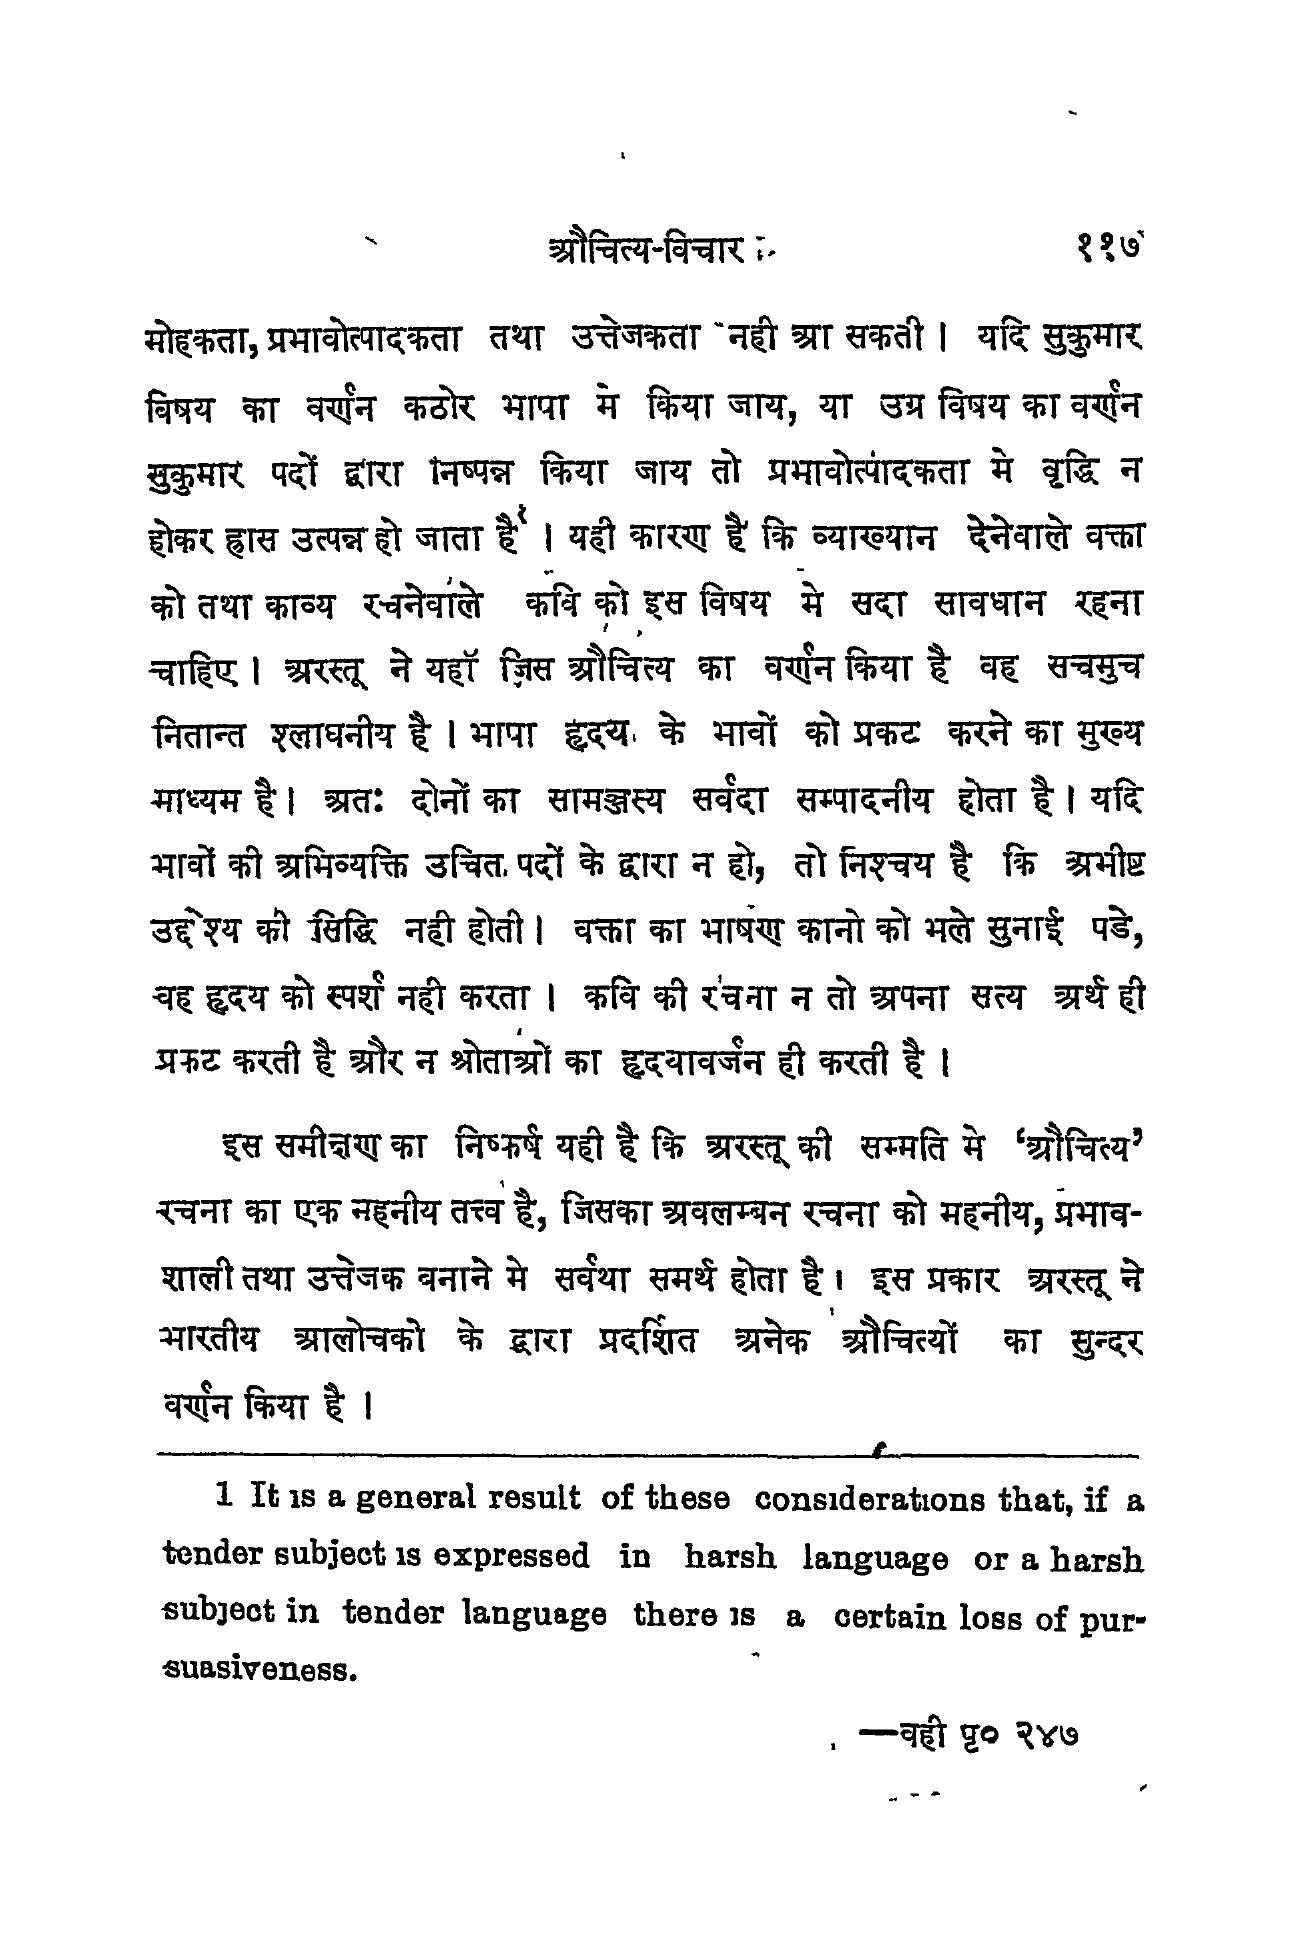 औचित्य-विचार ११७
मोहकता, प्रभावोत्पादकता तथा उत्तेजकता नही आ सकती । यदि सुकुमार
विषय का वर्णन कठोर भाषा मे किया जाय, या उग्र विषय का वर्णन
सुकुमार पदों द्वारा निष्पन्न किया जाय तो प्रभावोत्पादकता मे वृद्धि न
होकर ह्रास उत्पन्न हो जाता है१ । यही कारण है कि व्याख्यान देनेवाले वक्ता
को तथा काव्य रचनेवाले कवि को इस विषय मे सदा सावधान रहना
चाहिए । अरस्तू ने यहाँ जिस औचित्य का वर्णन किया है वह सचमुच
नितान्त श्लाघनीय है । भाषा हृदय के भावों को प्रकट करने का मुख्य
माध्यम है । अतः दोनों का सामञ्जस्य सर्वदा सम्पादनीय होता है । यदि
भावों की अभिव्यक्ति उचित पदों के द्वारा न हो, तो निश्चय है कि अभीष्ट
उद्देश्य की सिद्धि नही होती । वक्ता का भाषण कानो को भले सुनाई पडे,
वह हृदय को स्पर्श नही करता । कवि की रचना न तो अपना सत्य अर्थ ही
प्रकट करती है और न श्रोताओं का हृदयावर्जन ही करती है ।
इस समीक्षण का निष्कर्ष यही है कि अरस्तू की सम्मति मे ‘औचित्य’
रचना का एक महनीय तत्त्व है, जिसका अवलम्बन रचना को महनीय, प्रभाव-
शाली तथा उत्तेजक बनाने मे सर्वथा समर्थ होता है । इस प्रकार अरस्तू ने
भारतीय आलोचको के द्वारा प्रदर्शित अनेक औचित्यों का सुन्दर
वर्णन किया है ।
1 It is a general result of these considerations that, if a
tender subject is expressed in harsh language or a harsh
subject in tender language there is a certain loss of pur-
suasiveness.
—वही पृ० २४७